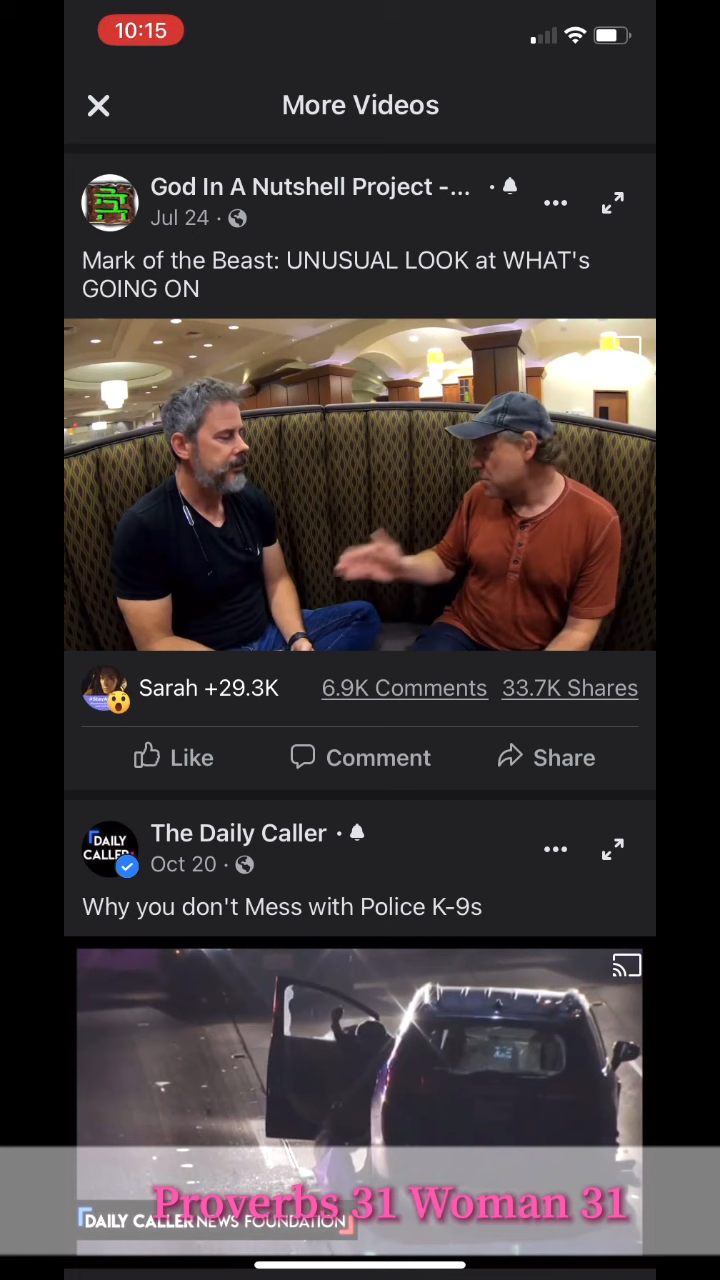 10:15
More Videos
God In A Nutshell Project -...
Jul 24 ·
Mark of the Beast: UNUSUAL LOOK at WHAT's
GOING ON
Sarah +29.3K 6.9K Comments 33.7K Shares
Like Comment Share
DAILY
CALLER
The Daily Caller ·
Oct 20 ·
Why you don't Mess with Police K-9s
Proverbs 31 Woman 31
DAILY CALLER NEWS FOUNDATION